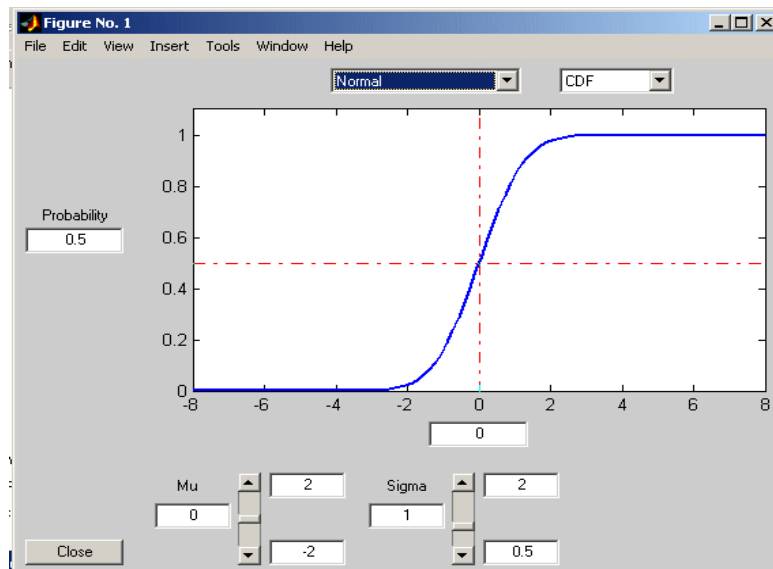 Figure No. 1
File Edit View Insert Tools Window Help
Normal CDF
1
0.8
0.6
0.4
0.2
0
Probability
0.5
-8 -6 -4 -2 0 2 4 6 8
0
Mu 2 Sigma 2
0 1
Close -2 0.5